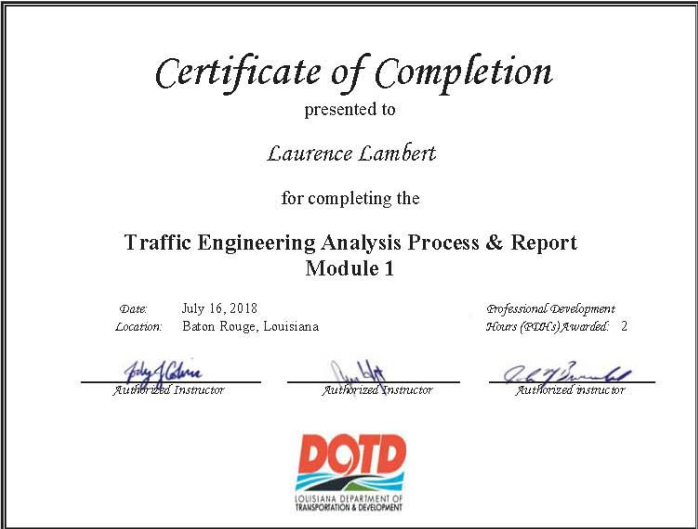 Certificate of Completion
presented to
Laurence Lambert
for completing the
Traffic Engineering Analysis Process & Report
Module 1
Date: July 16, 2018
Location: Baton Rouge, Louisiana
Professional Development
Hours (PDH's) Awarded: 2
Authorized Instructor
Authorized Instructor
Authorized instructor
DOTD
LOUISIANA DEPARTMENT OF
TRANSPORTATION & DEVELOPMENT